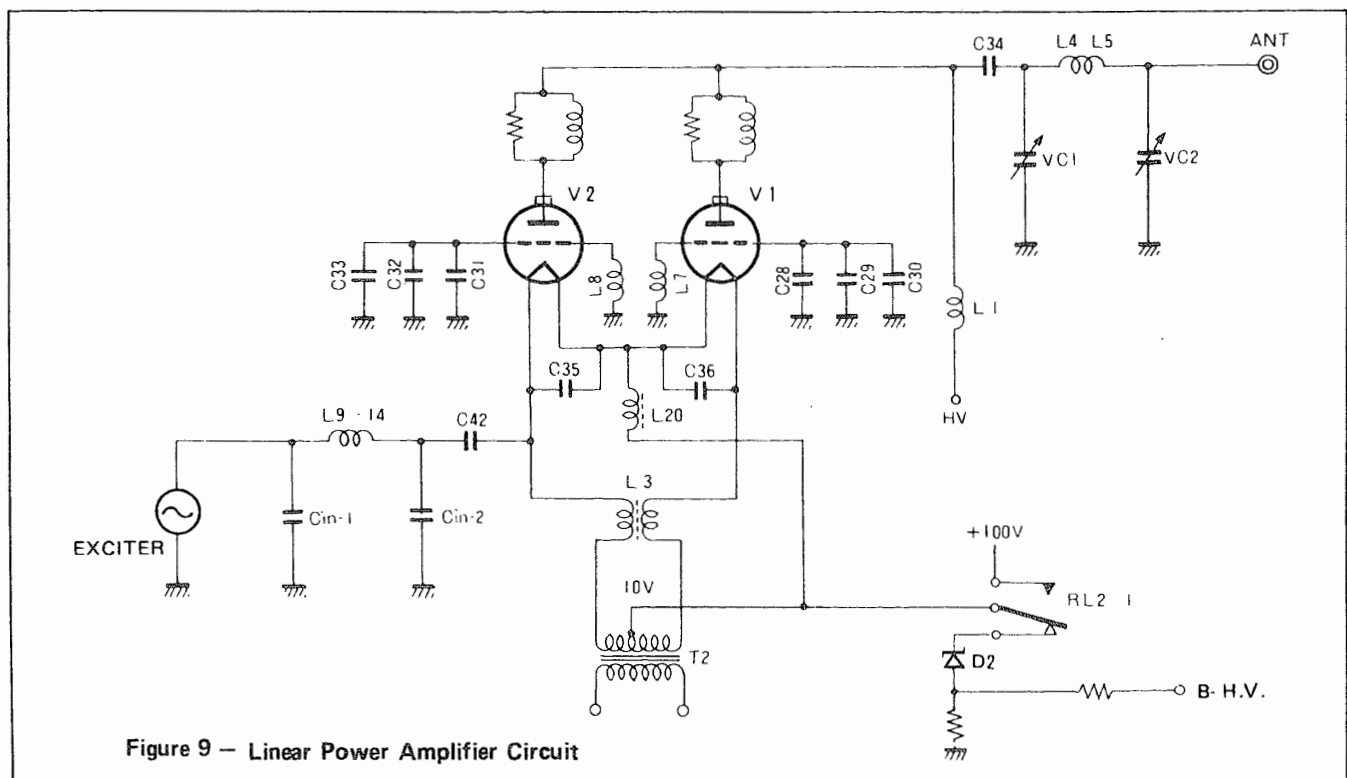 C34
L4 L5
ANT
VC1
VC2
V2
V1
C33
C32
C31
L8
L7
C28
C29
C30
L1
C35
C36
L20
HV
L9 - 14
C42
L3
Cin-1
Cin-2
EXCITER
10V
+100V
RL2 1
T2
D2
B- H.V.
Figure 9 — Linear Power Amplifier Circuit